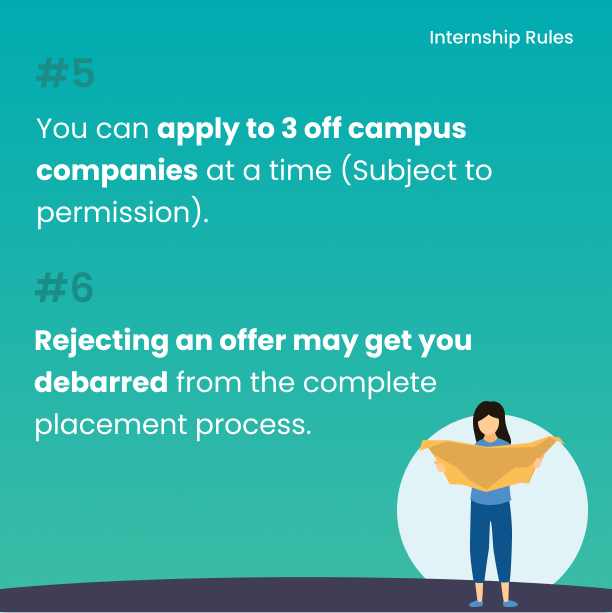 Internship Rules
#5
You can apply to 3 off campus
companies at a time (Subject to
permission).
#6
Rejecting an offer may get you
debarred from the complete
placement process.